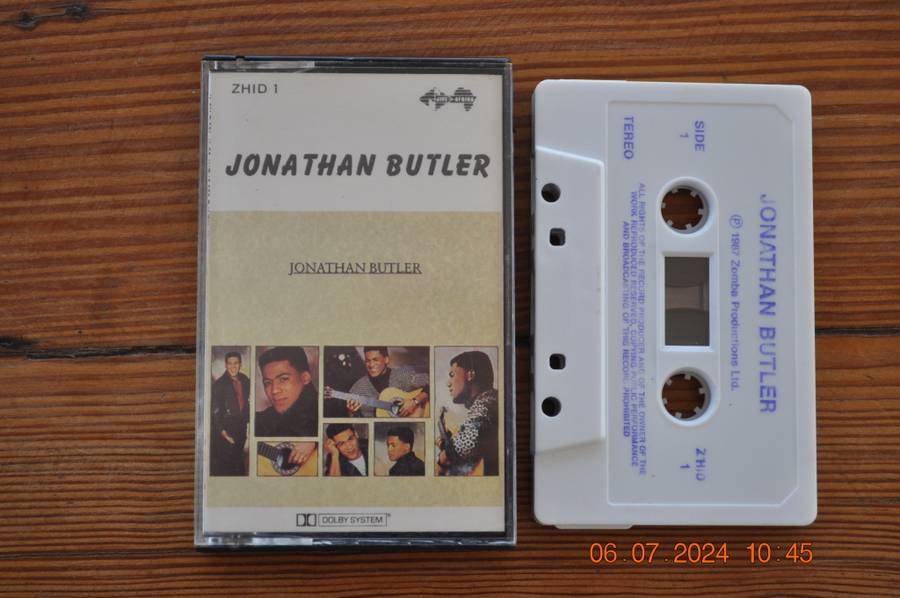 ZHID 1
JONATHAN BUTLER
JONATHAN BUTLER
DOLBY SYSTEM
JONATHAN BUTLER
Ⓟ 1987 Zomba Productions Ltd.
SIDE
1
ZHID
1
TEREO
ALL RIGHTS OF THE RECORD PRODUCER AND OF THE OWNER OF THE
WORK REPRODUCED RESERVED. COPYING PUBLIC PERFORMANCE
AND BROADCASTING OF THIS RECORD PROHIBITED
06.07.2024 10:45